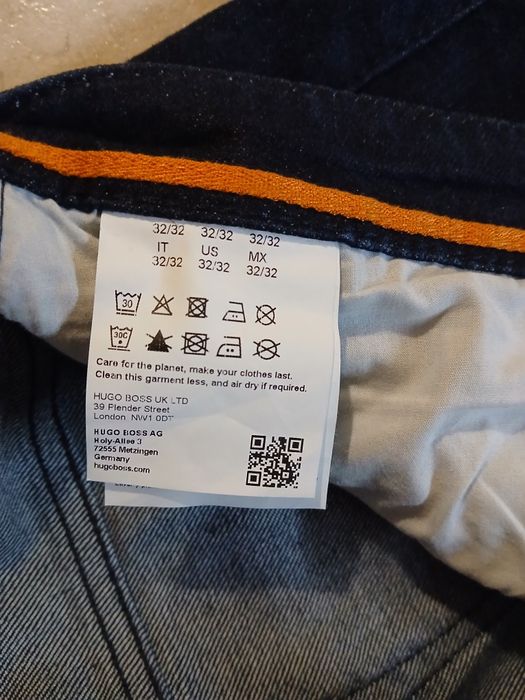 32/32 32/32 32/32
IT US MX
32/32 32/32 32/32
30
30C
Care for the planet, make your clothes last.
Clean this garment less, and air dry if required.
HUGO BOSS UK LTD
39 Plender Street
London NW1 0DT
HUGO BOSS AG
Holy-Allee 3
72555 Metzingen
Germany
hugoboss.com